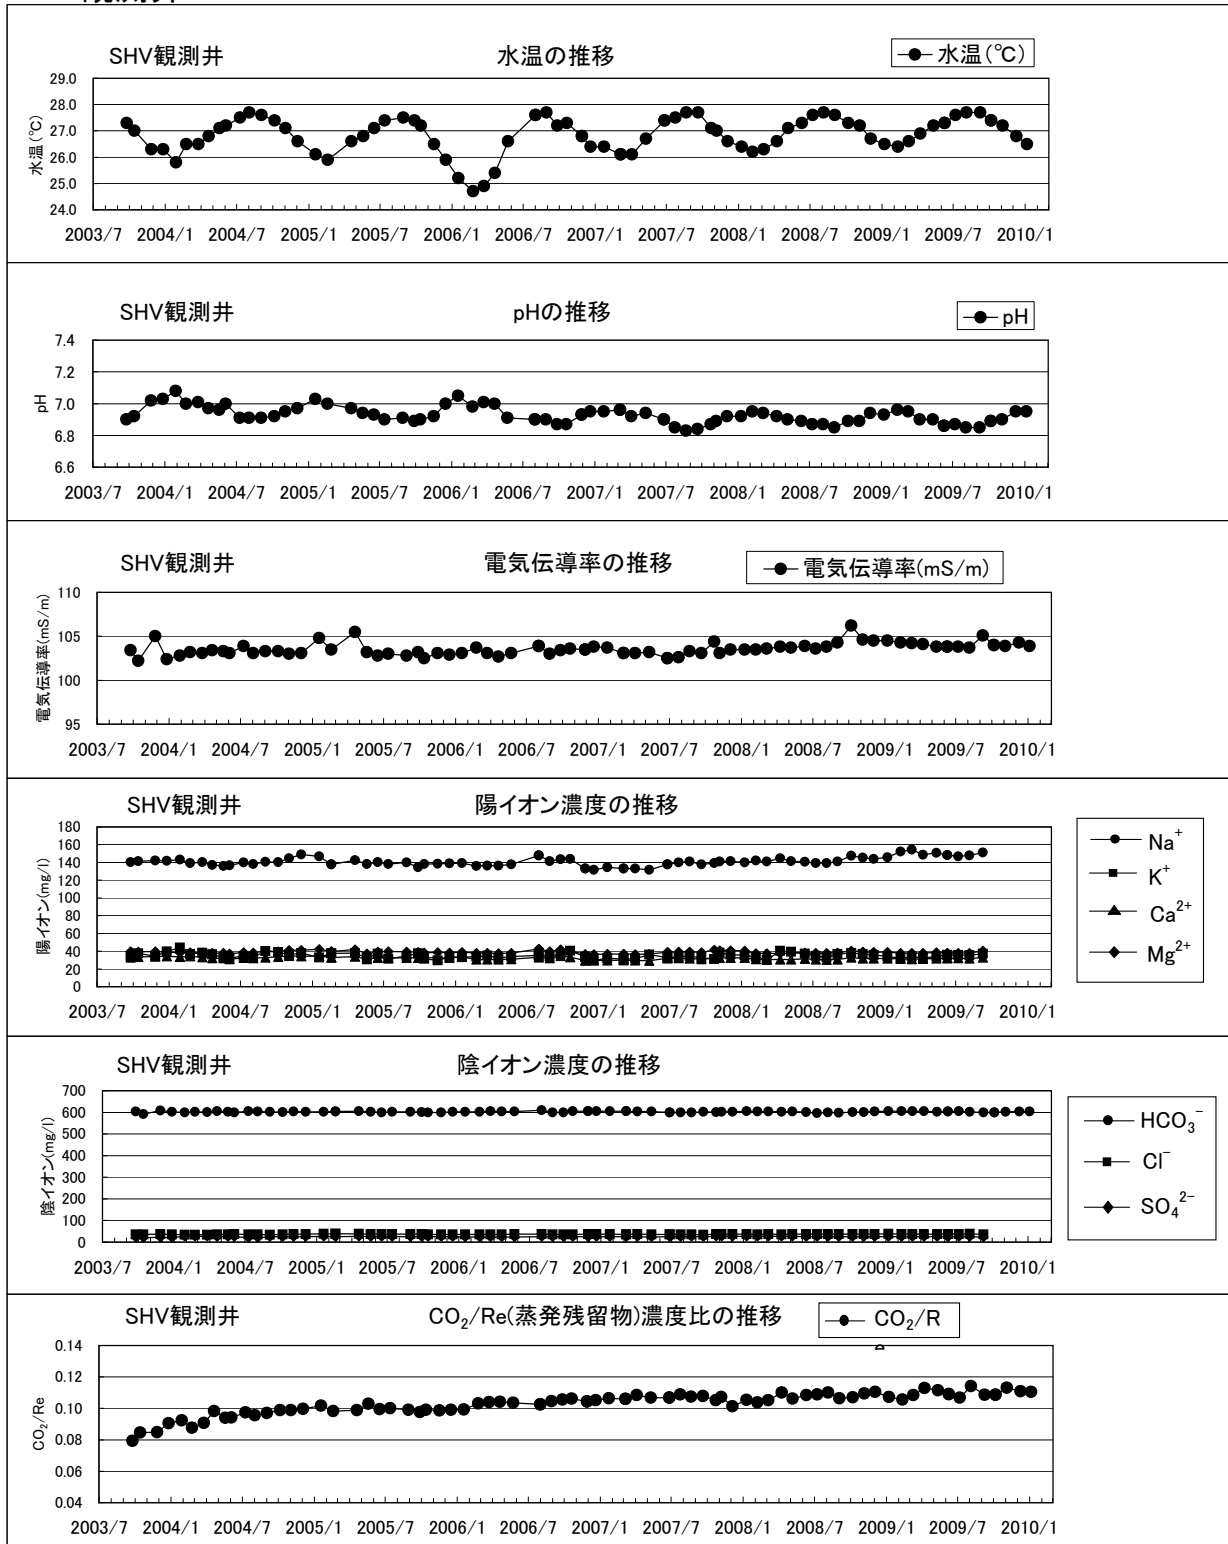 SHV観測井 水温の推移 水温(℃)
29.0
28.0
27.0
26.0
25.0
24.0
水温(℃)
2003/7 2004/1 2004/7 2005/1 2005/7 2006/1 2006/7 2007/1 2007/7 2008/1 2008/7 2009/1 2009/7 2010/1
SHV観測井 pHの推移 pH
7.4
7.2
7.0
6.8
6.6
pH
2003/7 2004/1 2004/7 2005/1 2005/7 2006/1 2006/7 2007/1 2007/7 2008/1 2008/7 2009/1 2009/7 2010/1
SHV観測井 電気伝導率の推移 電気伝導率(mS/m)
110
105
100
95
電気伝導率(mS/m)
2003/7 2004/1 2004/7 2005/1 2005/7 2006/1 2006/7 2007/1 2007/7 2008/1 2008/7 2009/1 2009/7 2010/1
SHV観測井 陽イオン濃度の推移
180
160
140
120
100
80
60
40
20
0
陽イオン(mg/l)
Na⁺
K⁺
Ca²⁺
Mg²⁺
2003/7 2004/1 2004/7 2005/1 2005/7 2006/1 2006/7 2007/1 2007/7 2008/1 2008/7 2009/1 2009/7 2010/1
SHV観測井 陰イオン濃度の推移
700
600
500
400
300
200
100
0
陰イオン(mg/l)
HCO₃⁻
Cl⁻
SO₄²⁻
2003/7 2004/1 2004/7 2005/1 2005/7 2006/1 2006/7 2007/1 2007/7 2008/1 2008/7 2009/1 2009/7 2010/1
SHV観測井 CO₂/Re(蒸発残留物)濃度比の推移 CO₂/R
0.14
0.12
0.10
0.08
0.06
0.04
CO₂/Re
2003/7 2004/1 2004/7 2005/1 2005/7 2006/1 2006/7 2007/1 2007/7 2008/1 2008/7 2009/1 2009/7 2010/1